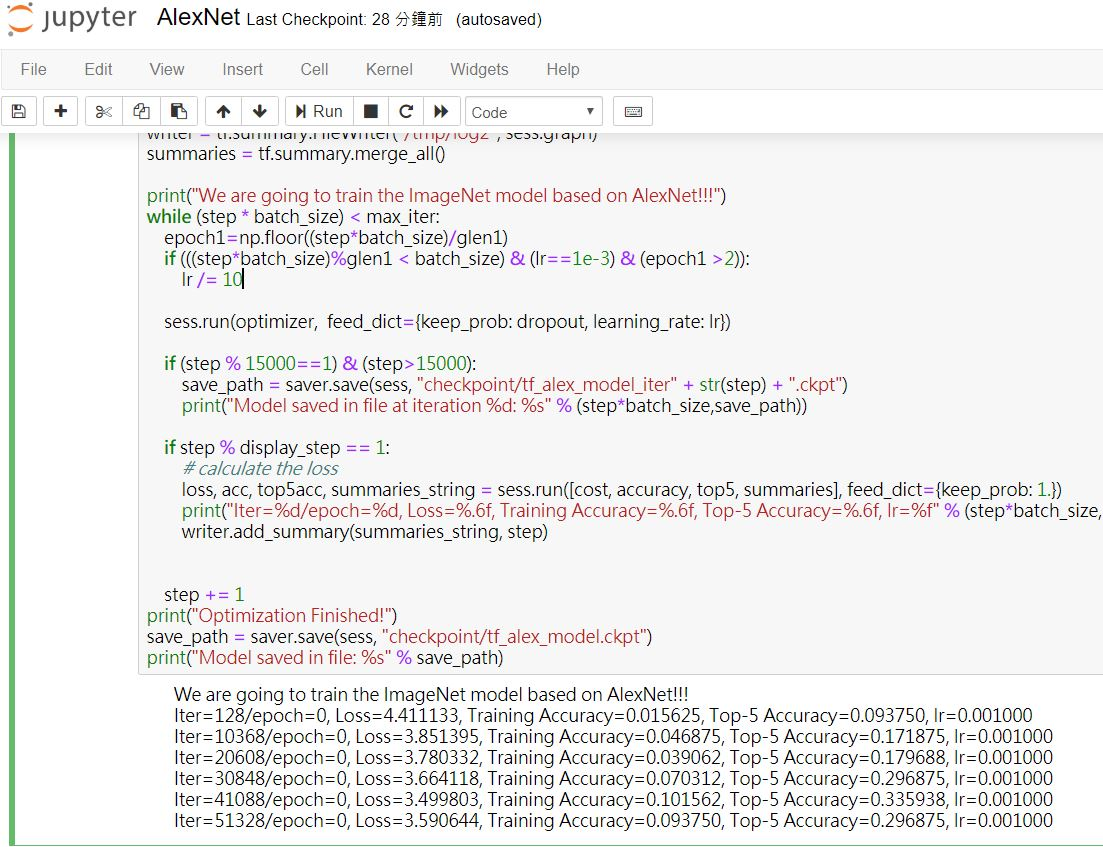 jupyter AlexNet Last Checkpoint: 28 分鐘前 (autosaved)
File Edit View Insert Cell Kernel Widgets Help
Run Code
writer = tf.summary.FileWriter("/tmp/log2", sess.graph)
summaries = tf.summary.merge_all()
print("We are going to train the ImageNet model based on AlexNet!!!")
while (step * batch_size) < max_iter:
epoch1=np.floor((step*batch_size)/glen1)
if (((step*batch_size)%glen1 < batch_size) & (lr==1e-3) & (epoch1 >2)):
lr /= 10
sess.run(optimizer, feed_dict={keep_prob: dropout, learning_rate: lr})
if (step % 15000==1) & (step>15000):
save_path = saver.save(sess, "checkpoint/tf_alex_model_iter" + str(step) + ".ckpt")
print("Model saved in file at iteration %d: %s" % (step*batch_size,save_path))
if step % display_step == 1:
# calculate the loss
loss, acc, top5acc, summaries_string = sess.run([cost, accuracy, top5, summaries], feed_dict={keep_prob: 1.})
print("Iter=%d/epoch=%d, Loss=%.6f, Training Accuracy=%.6f, Top-5 Accuracy=%.6f, lr=%f" % (step*batch_size,
writer.add_summary(summaries_string, step)
step += 1
print("Optimization Finished!")
save_path = saver.save(sess, "checkpoint/tf_alex_model.ckpt")
print("Model saved in file: %s" % save_path)
We are going to train the ImageNet model based on AlexNet!!!
Iter=128/epoch=0, Loss=4.411133, Training Accuracy=0.015625, Top-5 Accuracy=0.093750, lr=0.001000
Iter=10368/epoch=0, Loss=3.851395, Training Accuracy=0.046875, Top-5 Accuracy=0.171875, lr=0.001000
Iter=20608/epoch=0, Loss=3.780332, Training Accuracy=0.039062, Top-5 Accuracy=0.179688, lr=0.001000
Iter=30848/epoch=0, Loss=3.664118, Training Accuracy=0.070312, Top-5 Accuracy=0.296875, lr=0.001000
Iter=41088/epoch=0, Loss=3.499803, Training Accuracy=0.101562, Top-5 Accuracy=0.335938, lr=0.001000
Iter=51328/epoch=0, Loss=3.590644, Training Accuracy=0.093750, Top-5 Accuracy=0.296875, lr=0.001000